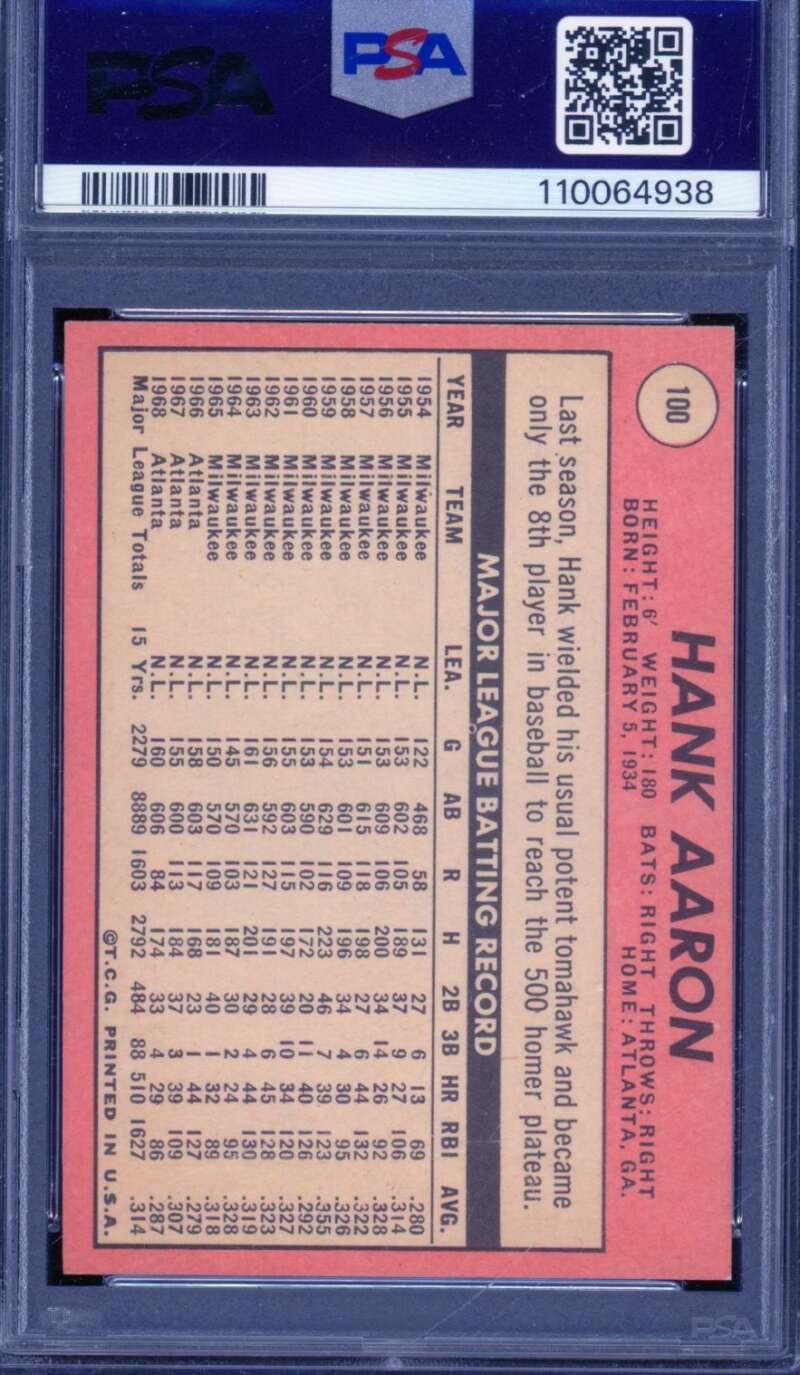 PSA
PSA
110064938
100
HANK AARON
HEIGHT: 6' WEIGHT: 180 BATS: RIGHT THROWS: RIGHT
BORN: FEBRUARY 5, 1934 HOME: ATLANTA, GA.
Last season, Hank wielded his usual potent tomahawk and became
only the 8th player in baseball to reach the 500 homer plateau.
MAJOR LEAGUE BATTING RECORD
YEAR TEAM LEA. G AB R H 2B 3B HR RBI AVG.
1954 Milwaukee N.L. 122 468 58 131 27 6 13 69 .280
1955 Milwaukee N.L. 153 602 105 189 37 9 27 106 .314
1956 Milwaukee N.L. 153 609 106 200 34 14 26 92 .328
1957 Milwaukee N.L. 151 615 118 198 27 6 44 132 .322
1958 Milwaukee N.L. 153 601 109 196 34 4 30 95 .326
1959 Milwaukee N.L. 154 629 116 223 46 7 39 123 .355
1960 Milwaukee N.L. 153 590 102 172 20 11 40 126 .292
1961 Milwaukee N.L. 155 603 115 197 39 10 34 120 .327
1962 Milwaukee N.L. 156 592 127 191 28 6 45 128 .323
1963 Milwaukee N.L. 161 631 121 201 29 4 44 130 .319
1964 Milwaukee N.L. 145 570 103 187 30 2 24 95 .328
1965 Milwaukee N.L. 150 570 109 181 40 1 32 89 .318
1966 Atlanta N.L. 158 603 117 168 23 1 44 127 .279
1967 Atlanta N.L. 155 600 113 184 37 3 39 109 .307
1968 Atlanta N.L. 160 606 84 174 33 4 29 86 .287
Major League Totals 15 Yrs. 2279 8889 1603 2792 484 88 510 1627 .314
©T.C.G. PRINTED IN U.S.A.
PSA